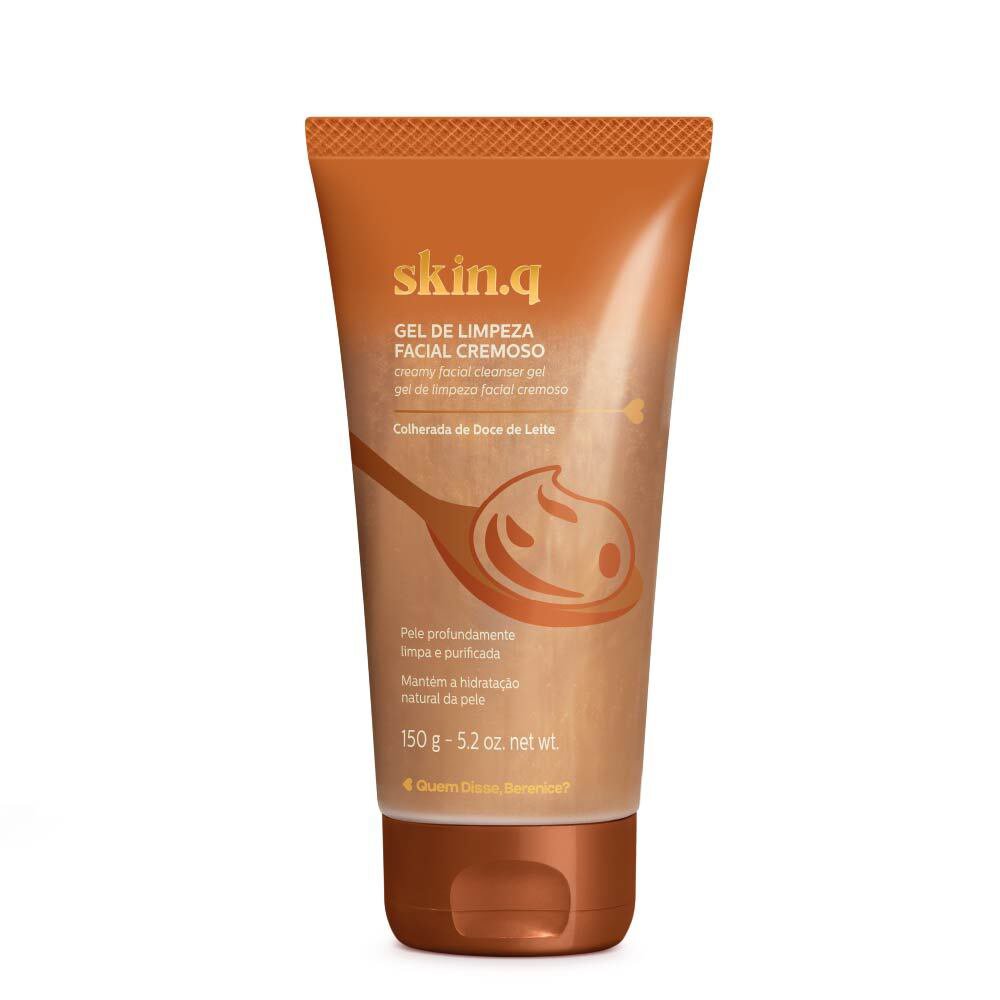 skin.q
GEL DE LIMPEZA
FACIAL CREMOSO
creamy facial cleanser gel
gel de limpeza facial cremoso
Colherada de Doce de Leite
Pele profundamente
limpa e purificada
Mantém a hidratação
natural da pele
150 g - 5.2 oz. net wt.
Quem Disse, Berenice?